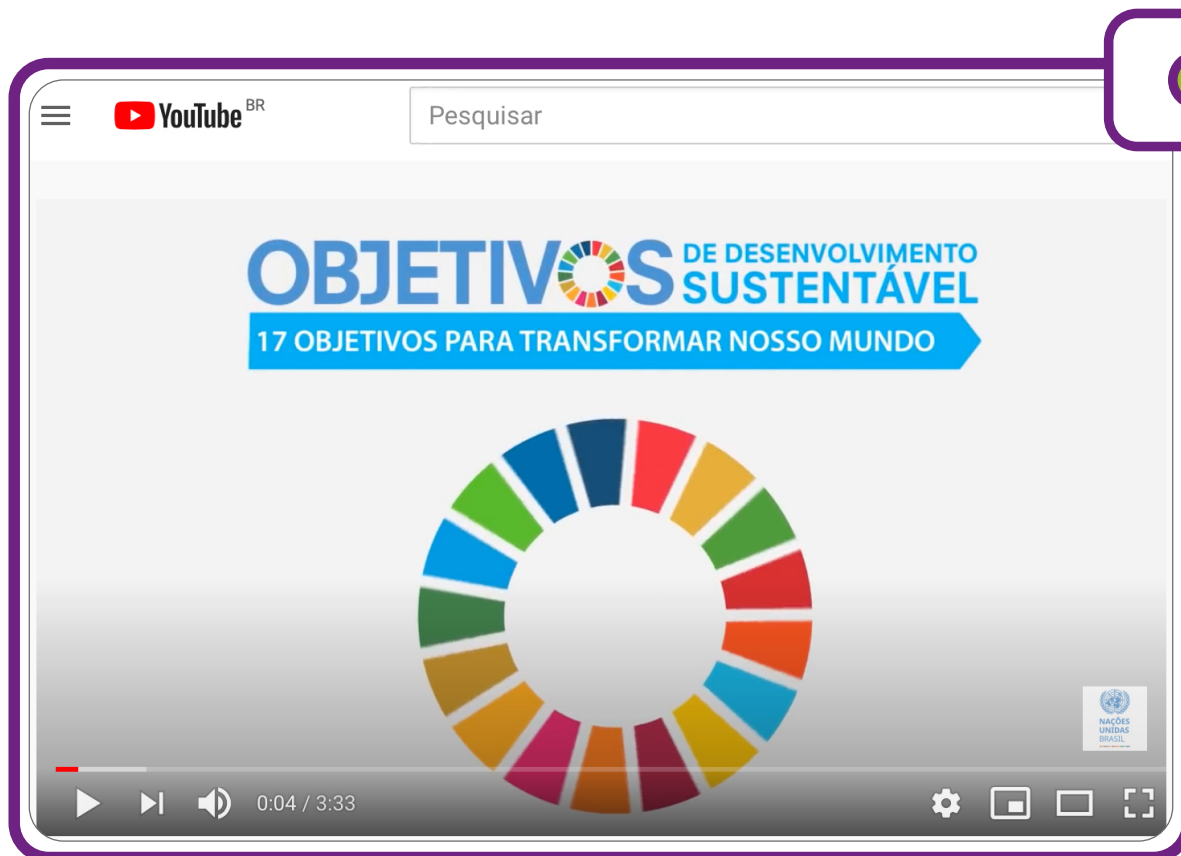 YouTube BR
Pesquisar
OBJETIVOS DE DESENVOLVIMENTO
SUSTENTÁVEL
17 OBJETIVOS PARA TRANSFORMAR NOSSO MUNDO
NAÇÕES
UNIDAS
BRASIL
0:04 / 3:33